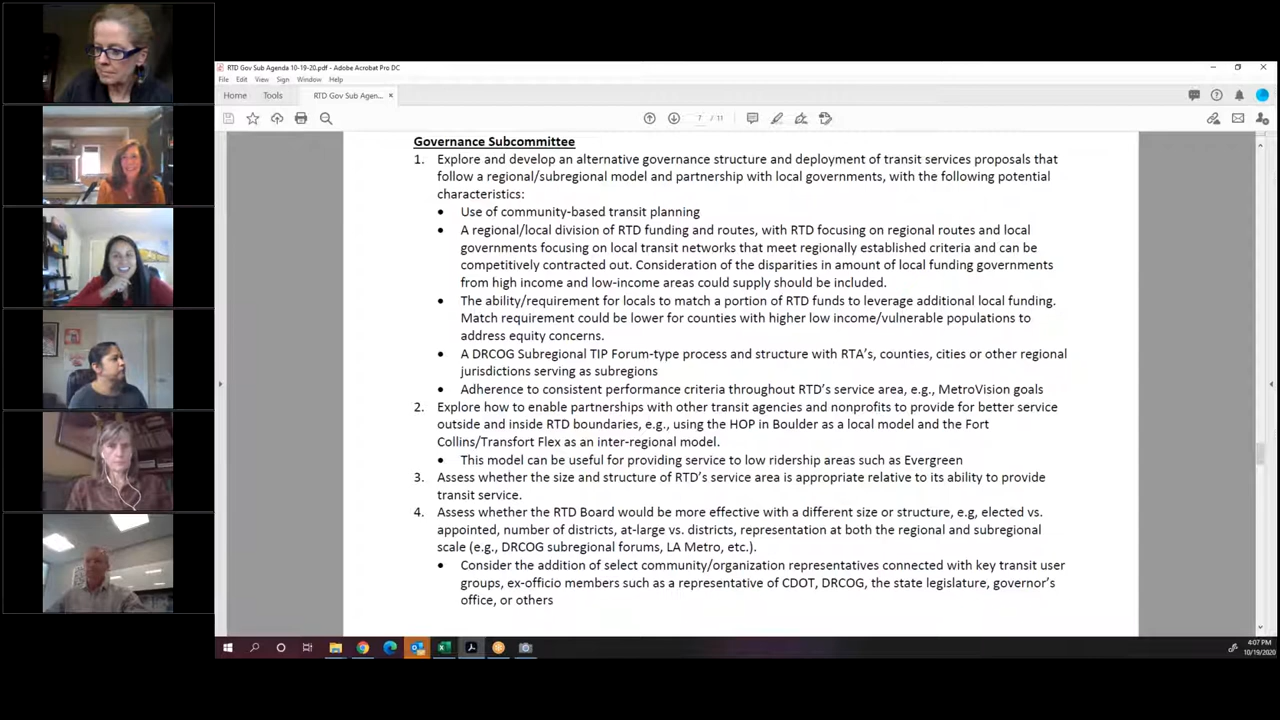 RTD Gov Sub Agenda 10-19-20.pdf - Adobe Acrobat Pro DC
File Edit View Sign Window Help
Home Tools RTD Gov Sub Agen... ×
7 / 11
Governance Subcommittee
1. Explore and develop an alternative governance structure and deployment of transit services proposals that
follow a regional/subregional model and partnership with local governments, with the following potential
characteristics:
• Use of community-based transit planning
• A regional/local division of RTD funding and routes, with RTD focusing on regional routes and local
governments focusing on local transit networks that meet regionally established criteria and can be
competitively contracted out. Consideration of the disparities in amount of local funding governments
from high income and low-income areas could supply should be included.
• The ability/requirement for locals to match a portion of RTD funds to leverage additional local funding.
Match requirement could be lower for counties with higher low income/vulnerable populations to
address equity concerns.
• A DRCOG Subregional TIP Forum-type process and structure with RTA's, counties, cities or other regional
jurisdictions serving as subregions
• Adherence to consistent performance criteria throughout RTD's service area, e.g., MetroVision goals
2. Explore how to enable partnerships with other transit agencies and nonprofits to provide for better service
outside and inside RTD boundaries, e.g., using the HOP in Boulder as a local model and the Fort
Collins/Transfort Flex as an inter-regional model.
• This model can be useful for providing service to low ridership areas such as Evergreen
3. Assess whether the size and structure of RTD's service area is appropriate relative to its ability to provide
transit service.
4. Assess whether the RTD Board would be more effective with a different size or structure, e.g, elected vs.
appointed, number of districts, at-large vs. districts, representation at both the regional and subregional
scale (e.g., DRCOG subregional forums, LA Metro, etc.).
• Consider the addition of select community/organization representatives connected with key transit user
groups, ex-officio members such as a representative of CDOT, DRCOG, the state legislature, governor's
office, or others
4:07 PM
10/19/2020